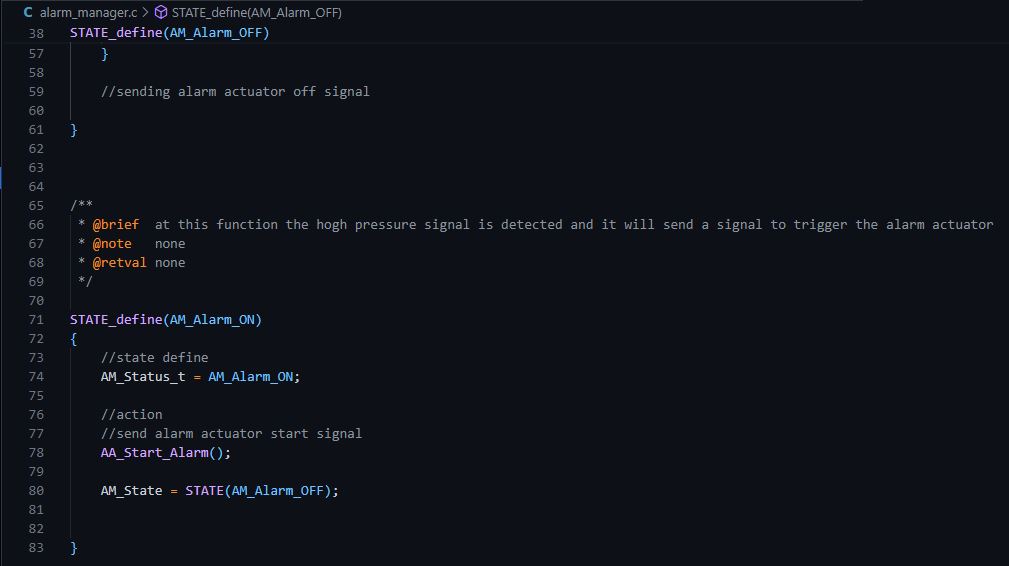 C alarm_manager.c > STATE_define(AM_Alarm_OFF)
38 STATE_define(AM_Alarm_OFF)
57 }
58
59 //sending alarm actuator off signal
60
61 }
62
63
64
65 /**
66 * @brief at this function the hogh pressure signal is detected and it will send a signal to trigger the alarm actuator
67 * @note none
68 * @retval none
69 */
70
71 STATE_define(AM_Alarm_ON)
72 {
73 //state define
74 AM_Status_t = AM_Alarm_ON;
75
76 //action
77 //send alarm actuator start signal
78 AA_Start_Alarm();
79
80 AM_State = STATE(AM_Alarm_OFF);
81
82
83 }